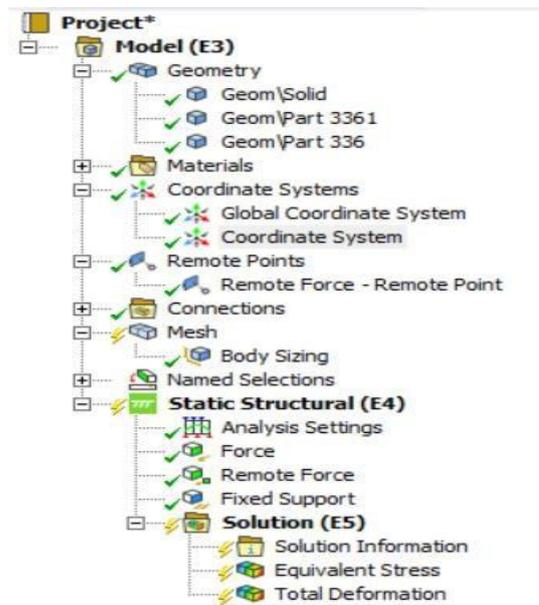 Project*
Model (E3)
Geometry
Geom\Solid
Geom\Part 3361
Geom\Part 336
Materials
Coordinate Systems
Global Coordinate System
Coordinate System
Remote Points
Remote Force - Remote Point
Connections
Mesh
Body Sizing
Named Selections
Static Structural (E4)
Analysis Settings
Force
Remote Force
Fixed Support
Solution (E5)
Solution Information
Equivalent Stress
Total Deformation